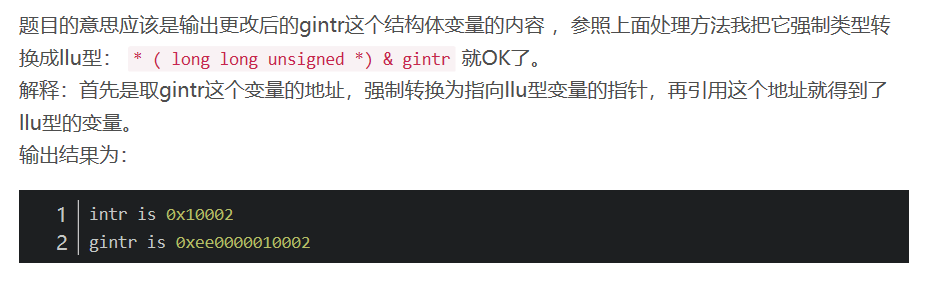 题目的意思应该是输出更改后的gintr这个结构体变量的内容 ，参照上面处理方法我把它强制类型转
换成llu型： * ( long long unsigned *) & gintr 就OK了。
解释：首先是取gintr这个变量的地址，强制转换为指向llu型变量的指针，再引用这个地址就得到了
llu型的变量。
输出结果为：
1 intr is 0x10002
2 gintr is 0xee0000010002